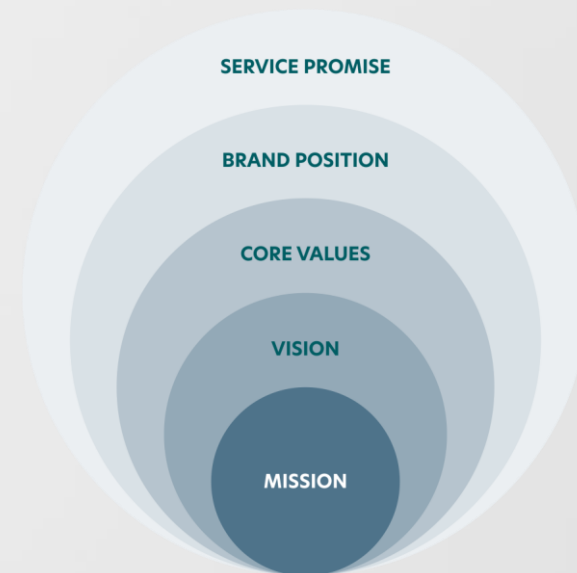 SERVICE PROMISE
BRAND POSITION
CORE VALUES
VISION
MISSION